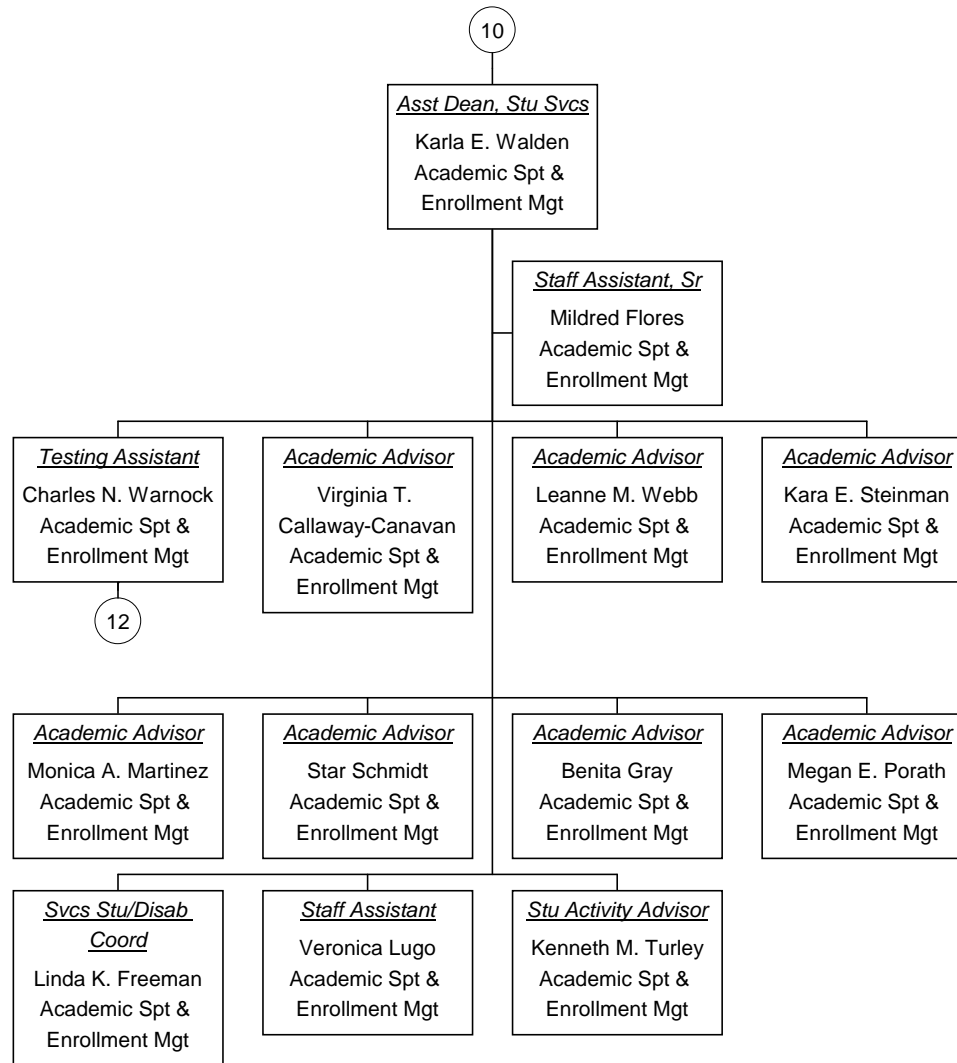 10
Asst Dean, Stu Svcs
Karla E. Walden
Academic Spt &
Enrollment Mgt
Staff Assistant, Sr
Mildred Flores
Academic Spt &
Enrollment Mgt
Testing Assistant
Charles N. Warnock
Academic Spt &
Enrollment Mgt
12
Academic Advisor
Virginia T.
Callaway-Canavan
Academic Spt &
Enrollment Mgt
Academic Advisor
Leanne M. Webb
Academic Spt &
Enrollment Mgt
Academic Advisor
Kara E. Steinman
Academic Spt &
Enrollment Mgt
Academic Advisor
Monica A. Martinez
Academic Spt &
Enrollment Mgt
Academic Advisor
Star Schmidt
Academic Spt &
Enrollment Mgt
Academic Advisor
Benita Gray
Academic Spt &
Enrollment Mgt
Academic Advisor
Megan E. Porath
Academic Spt &
Enrollment Mgt
Svcs Stu/Disab
Coord
Linda K. Freeman
Academic Spt &
Enrollment Mgt
Staff Assistant
Veronica Lugo
Academic Spt &
Enrollment Mgt
Stu Activity Advisor
Kenneth M. Turley
Academic Spt &
Enrollment Mgt